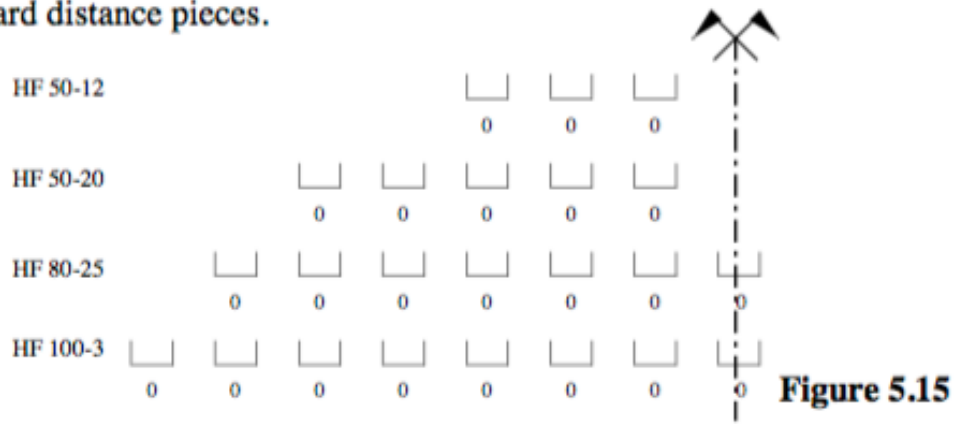 ard distance pieces.
HF 50-12
0 0 0
HF 50-20
0 0 0 0 0
HF 80-25
0 0 0 0 0 0 0
HF 100-3
0 0 0 0 0 0 0 0
Figure 5.15